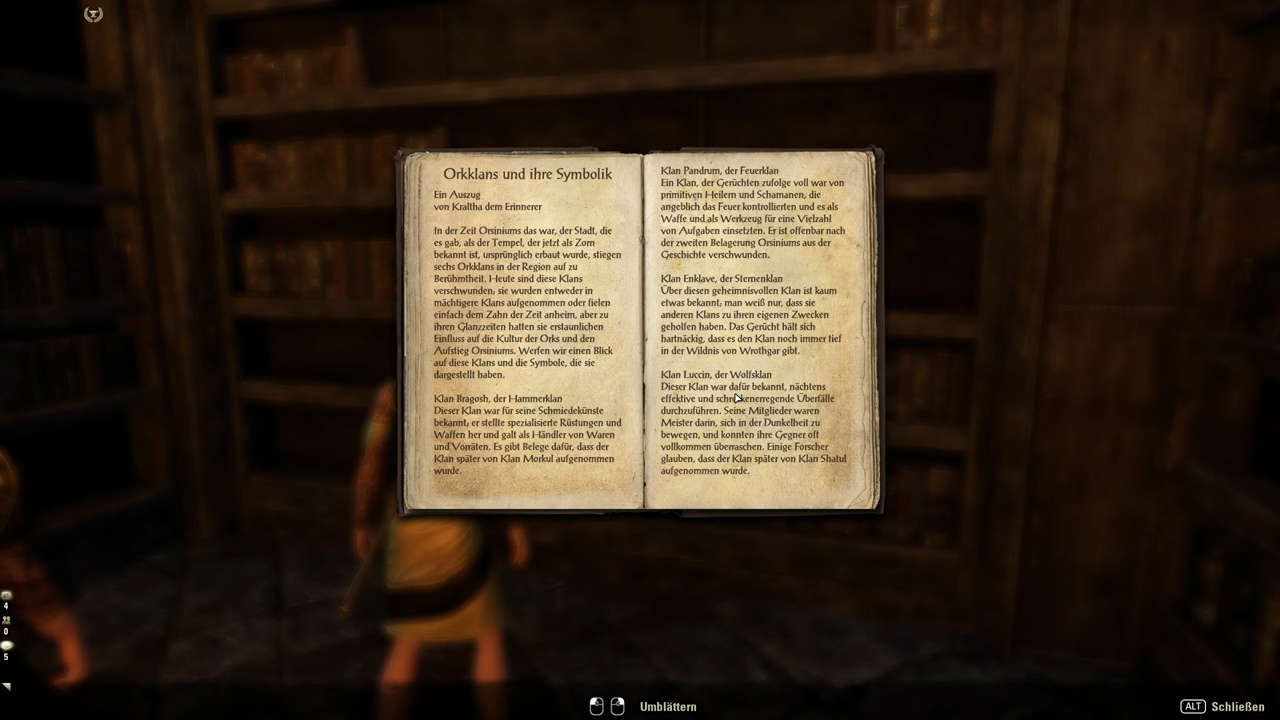 Orkklans und ihre Symbolik
Ein Auszug
von Kraltha dem Erinnerer
In der Zeit Orsiniums das war, der Stadt, die
es gab, als der Tempel, der jetzt als Zorn
bekannt ist, ursprünglich erbaut wurde, stiegen
sechs Orkklans in der Region auf zu
Berühmtheit. Heute sind diese Klans
verschwunden; sie wurden entweder in
mächtigere Klans aufgenommen oder fielen
einfach dem Zahn der Zeit anheim, aber zu
ihren Glanzzeiten hatten sie erstaunlichen
Einfluss auf die Kultur der Orks und den
Aufstieg Orsiniums. Werfen wir einen Blick
auf diese Klans und die Symbole, die sie
dargestellt haben.
Klan Bragosh, der Hammerklan
Dieser Klan war für seine Schmiedekünste
bekannt; er stellte spezialisierte Rüstungen und
Waffen her und galt als Händler von Waren
und Vorräten. Es gibt Belege dafür, dass der
Klan später von Klan Morkul aufgenommen
wurde.
Klan Pandrum, der Feuerklan
Ein Klan, der Gerüchten zufolge voll war von
primitiven Heilern und Schamanen, die
angeblich das Feuer kontrollierten und es als
Waffe und als Werkzeug für eine Vielzahl
von Aufgaben einsetzten. Er ist offenbar nach
der zweiten Belagerung Orsiniums aus der
Geschichte verschwunden.
Klan Enklave, der Sternenklan
Über diesen geheimnisvollen Klan ist kaum
etwas bekannt; man weiß nur, dass sie
anderen Klans zu ihren eigenen Zwecken
geholfen haben. Das Gerücht hält sich
hartnäckig, dass es den Klan noch immer tief
in der Wildnis von Wrothgar gibt.
Klan Luccin, der Wolfsklan
Dieser Klan war dafür bekannt, nächtens
effektive und schreckenerregende Überfälle
durchzuführen. Seine Mitglieder waren
Meister darin, sich in der Dunkelheit zu
bewegen, und konnten ihre Gegner oft
vollkommen überraschen. Einige Forscher
glauben, dass der Klan später von Klan Shatul
aufgenommen wurde.
4
0
5
Umblättern
ALT Schließen